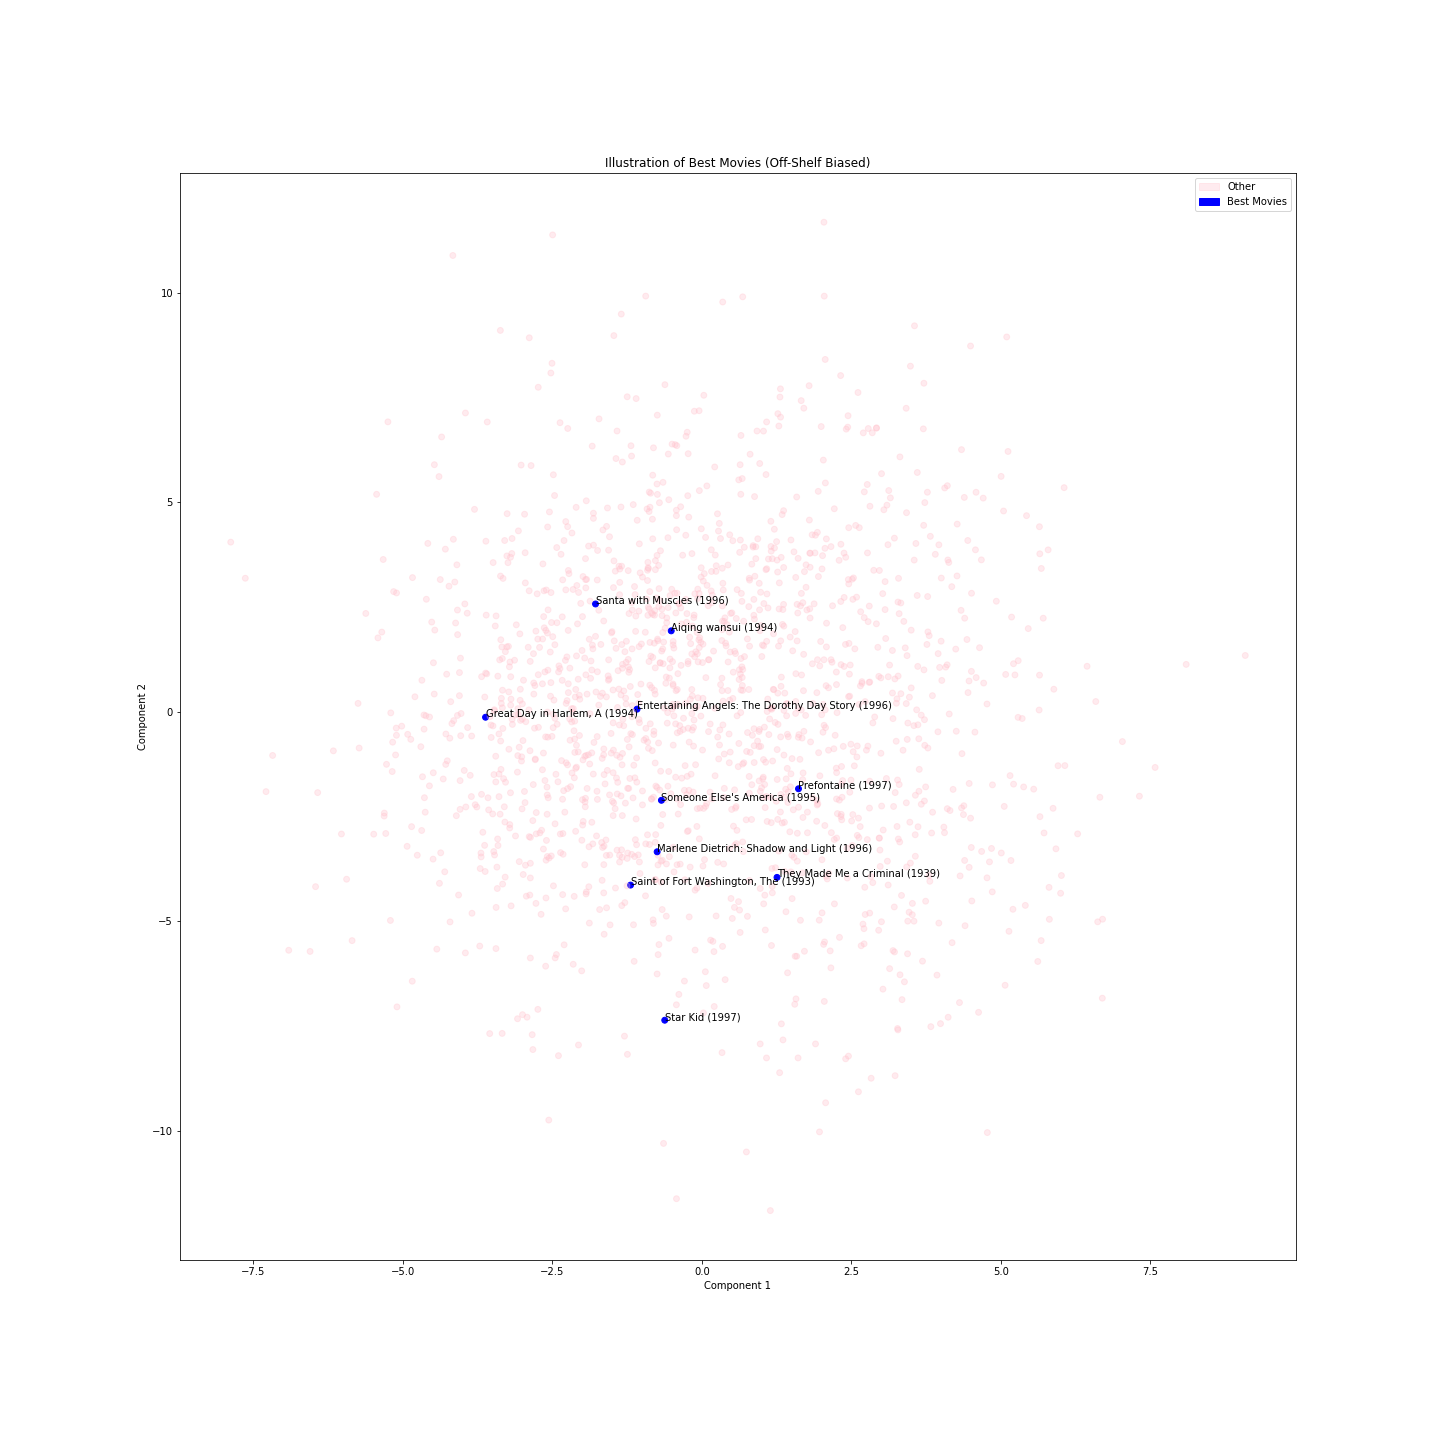 Illustration of Best Movies (Off-Shelf Biased)
Other
Best Movies
10
5
0
−5
−10
Component 2
Santa with Muscles (1996)
Aiqing wansui (1994)
Entertaining Angels: The Dorothy Day Story (1996)
Great Day in Harlem, A (1994)
Prefontaine (1997)
Someone Else's America (1995)
Marlene Dietrich: Shadow and Light (1996)
They Made Me a Criminal (1939)
Saint of Fort Washington, The (1993)
Star Kid (1997)
−7.5
−5.0
−2.5
0.0
2.5
5.0
7.5
Component 1